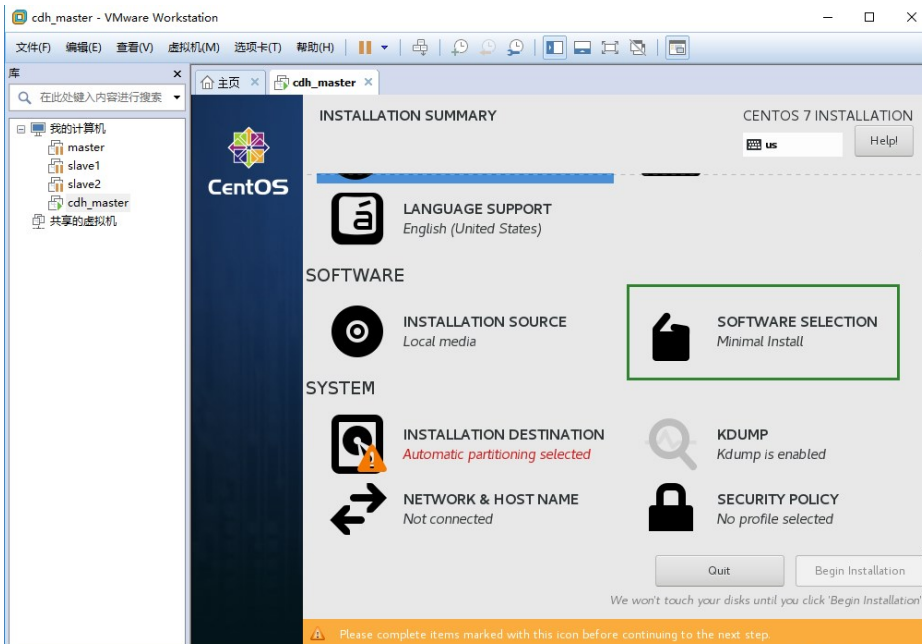 cdh_master - VMware Workstation
文件(F) 编辑(E) 查看(V) 虚拟机(M) 选项卡(T) 帮助(H)
库
在此处键入内容进行搜索
我的计算机
master
slave1
slave2
cdh_master
共享的虚拟机
主页
cdh_master
CentOS
INSTALLATION SUMMARY
CENTOS 7 INSTALLATION
us
Help!
LANGUAGE SUPPORT
English (United States)
SOFTWARE
INSTALLATION SOURCE
Local media
SOFTWARE SELECTION
Minimal Install
SYSTEM
INSTALLATION DESTINATION
Automatic partitioning selected
KDUMP
Kdump is enabled
NETWORK & HOST NAME
Not connected
SECURITY POLICY
No profile selected
Quit
Begin Installation
We won't touch your disks until you click 'Begin Installation'
Please complete items marked with this icon before continuing to the next step.